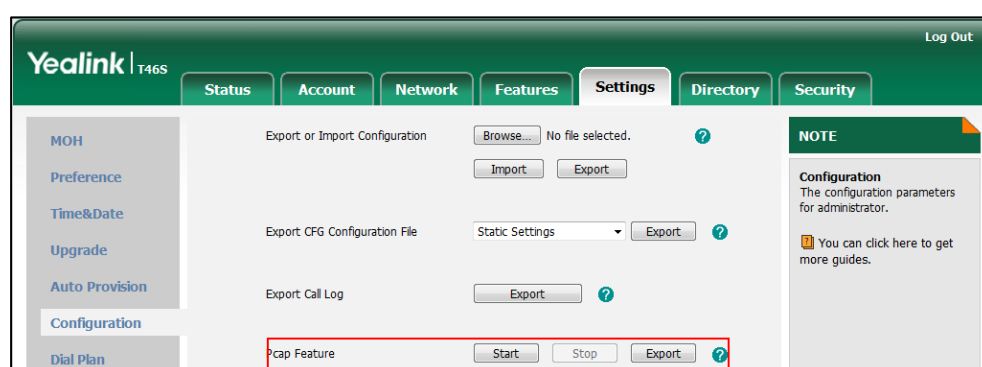 Log Out
Yealink T46S
Status Account Network Features Settings Directory Security
MOH
Preference
Time&Date
Upgrade
Auto Provision
Configuration
Dial Plan
Export or Import Configuration Browse... No file selected. ?
Import Export
Export CFG Configuration File Static Settings Export ?
Export Call Log Export ?
Pcap Feature Start Stop Export ?
NOTE
Configuration
The configuration parameters
for administrator.
? You can click here to get
more guides.